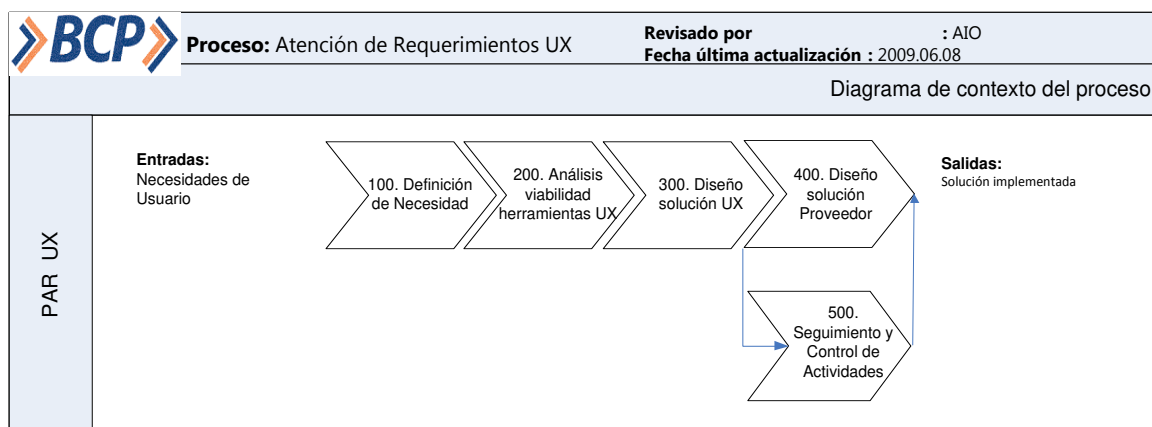 BCP
Proceso: Atención de Requerimientos UX
Revisado por : AIO
Fecha última actualización : 2009.06.08
Diagrama de contexto del proceso
PAR UX
Entradas:
Necesidades de
Usuario
100. Definición
de Necesidad
200. Análisis
viabilidad
herramientas UX
300. Diseño
solución UX
400. Diseño
solución
Proveedor
Salidas:
Solución implementada
500.
Seguimiento y
Control de
Actividades